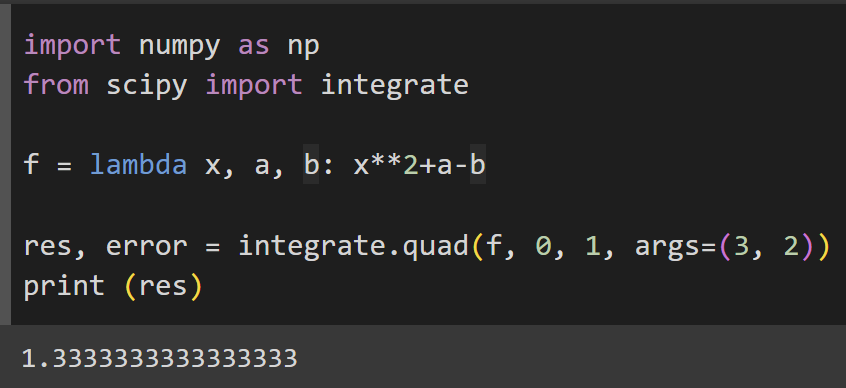 import numpy as np
from scipy import integrate
f = lambda x, a, b: x**2+a-b
res, error = integrate.quad(f, 0, 1, args=(3, 2))
print (res)
1.3333333333333333